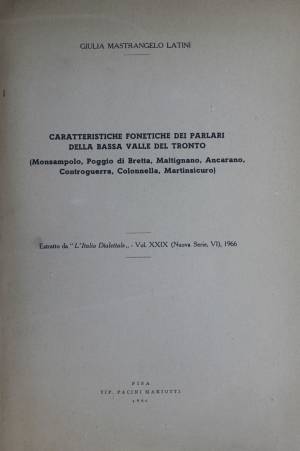 GIULIA MASTRANGELO LATINI
CARATTERISTICHE FONETICHE DEI PARLARI
DELLA BASSA VALLE DEL TRONTO
(Monsampolo, Poggio di Bretta, Maltignano, Ancarano,
Controguerra, Colonnella, Martinsicuro)
Estratto da "L'Italia Dialettale„ - Vol. XXIX (Nuova Serie, VI), 1966
PISA
TIP. PACINI MARIOTTI
1966